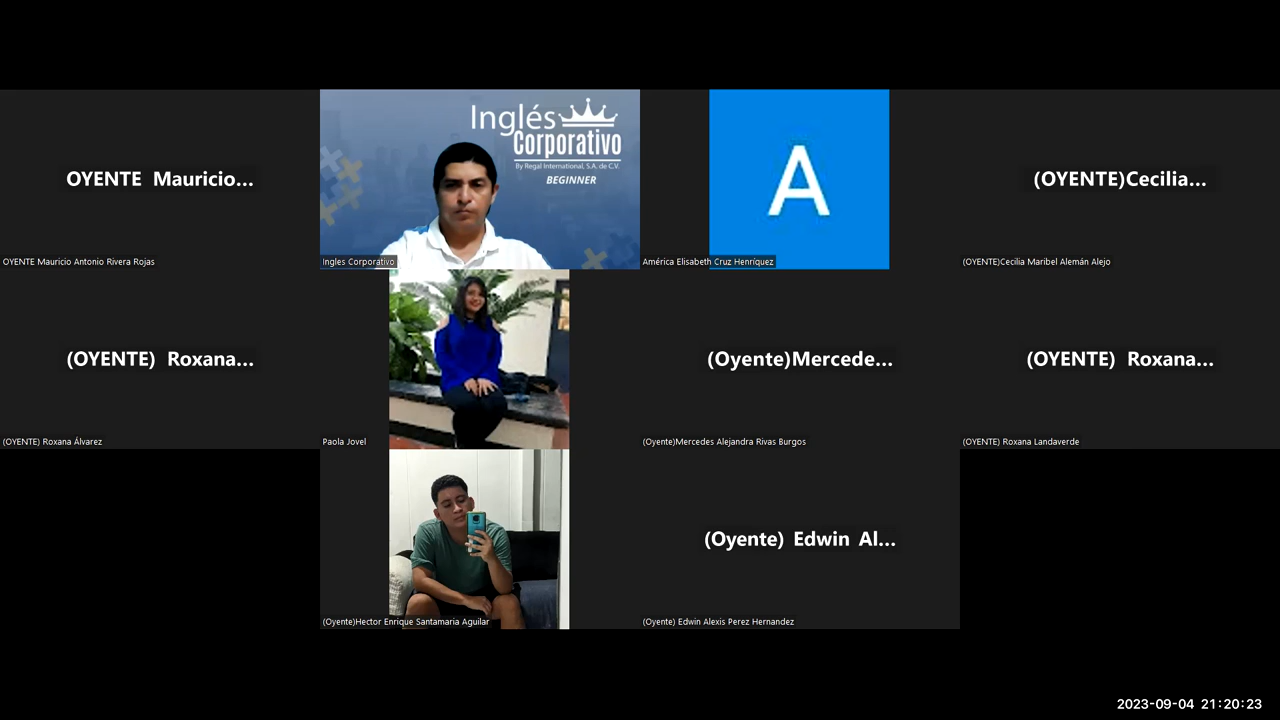 OYENTE Mauricio...
OYENTE Mauricio Antonio Rivera Rojas
Inglés
Corporativo
By Regal International, S.A. de C.V.
BEGINNER
Ingles Corporativo
A
América Elisabeth Cruz Henríquez
(OYENTE)Cecilia...
(OYENTE)Cecilia Maribel Alemán Alejo
(OYENTE) Roxana...
(OYENTE) Roxana Álvarez
Paola Jovel
(Oyente)Mercede...
(Oyente)Mercedes Alejandra Rivas Burgos
(OYENTE) Roxana...
(OYENTE) Roxana Landaverde
(Oyente)Hector Enrique Santamaria Aguilar
(Oyente) Edwin Al...
(Oyente) Edwin Alexis Perez Hernandez
2023-09-04 21:20:23